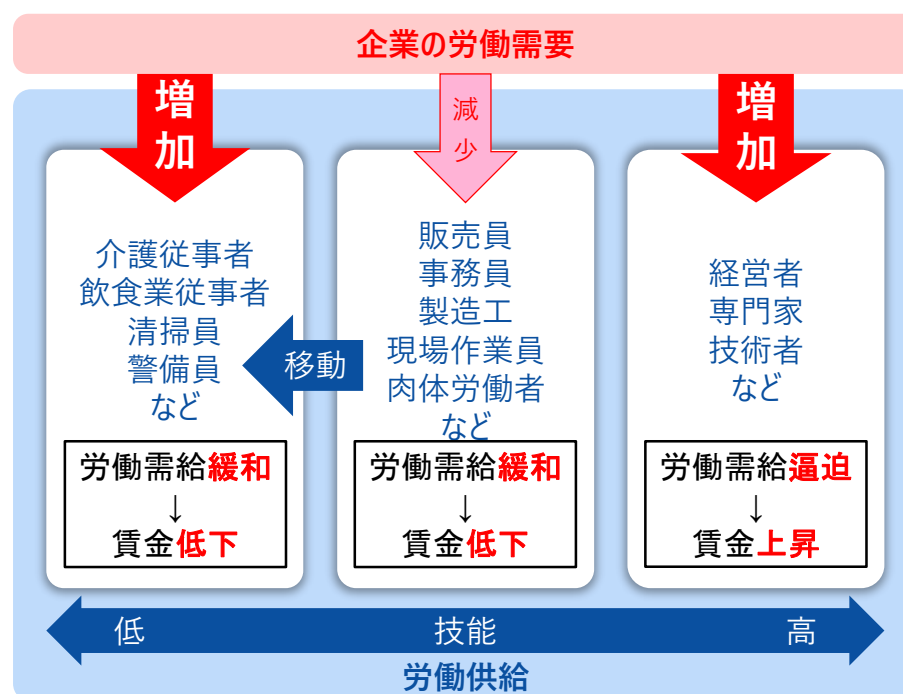 企業の労働需要
増加
減少
増加
介護従事者
飲食業従事者
清掃員
警備員
など
移動
販売員
事務員
製造工
現場作業員
肉体労働者
など
経営者
専門家
技術者
など
労働需給緩和
↓
賃金低下
労働需給緩和
↓
賃金低下
労働需給逼迫
↓
賃金上昇
低 技能 高
労働供給